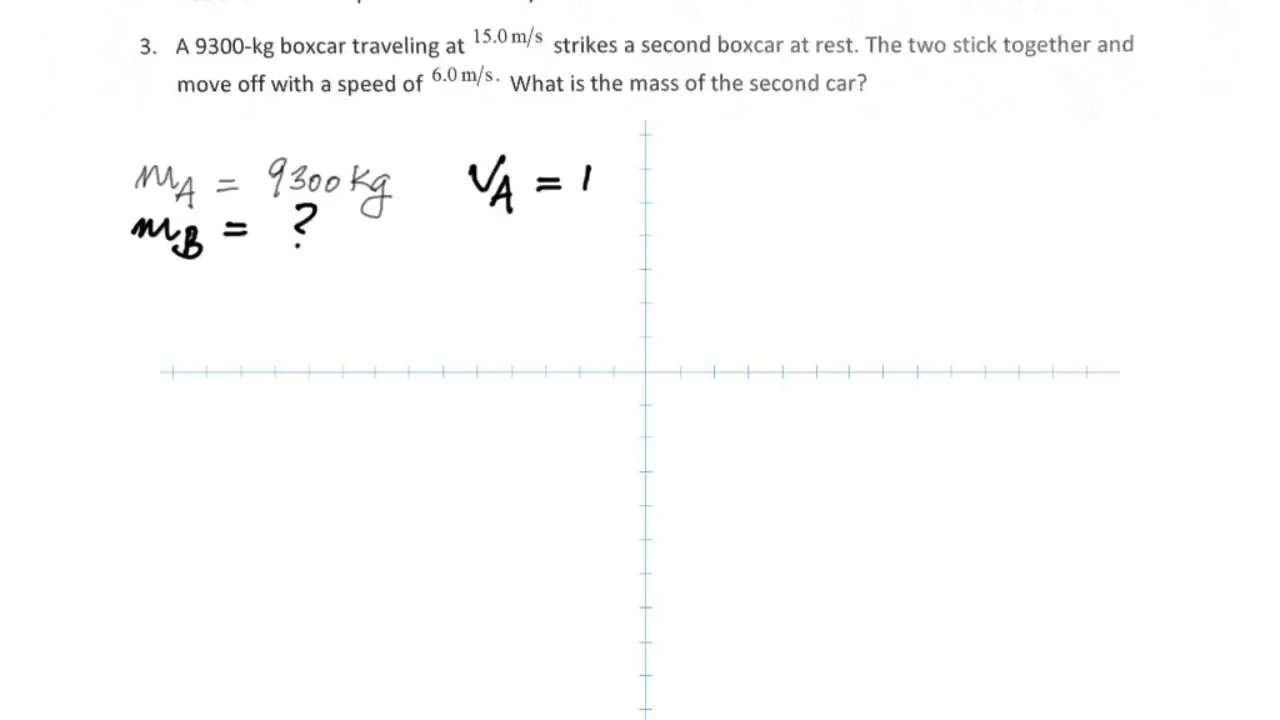 3. A 9300-kg boxcar traveling at 15.0 m/s strikes a second boxcar at rest. The two stick together and
move off with a speed of 6.0 m/s. What is the mass of the second car?
mA = 9300 kg VA = 1
mB = ?